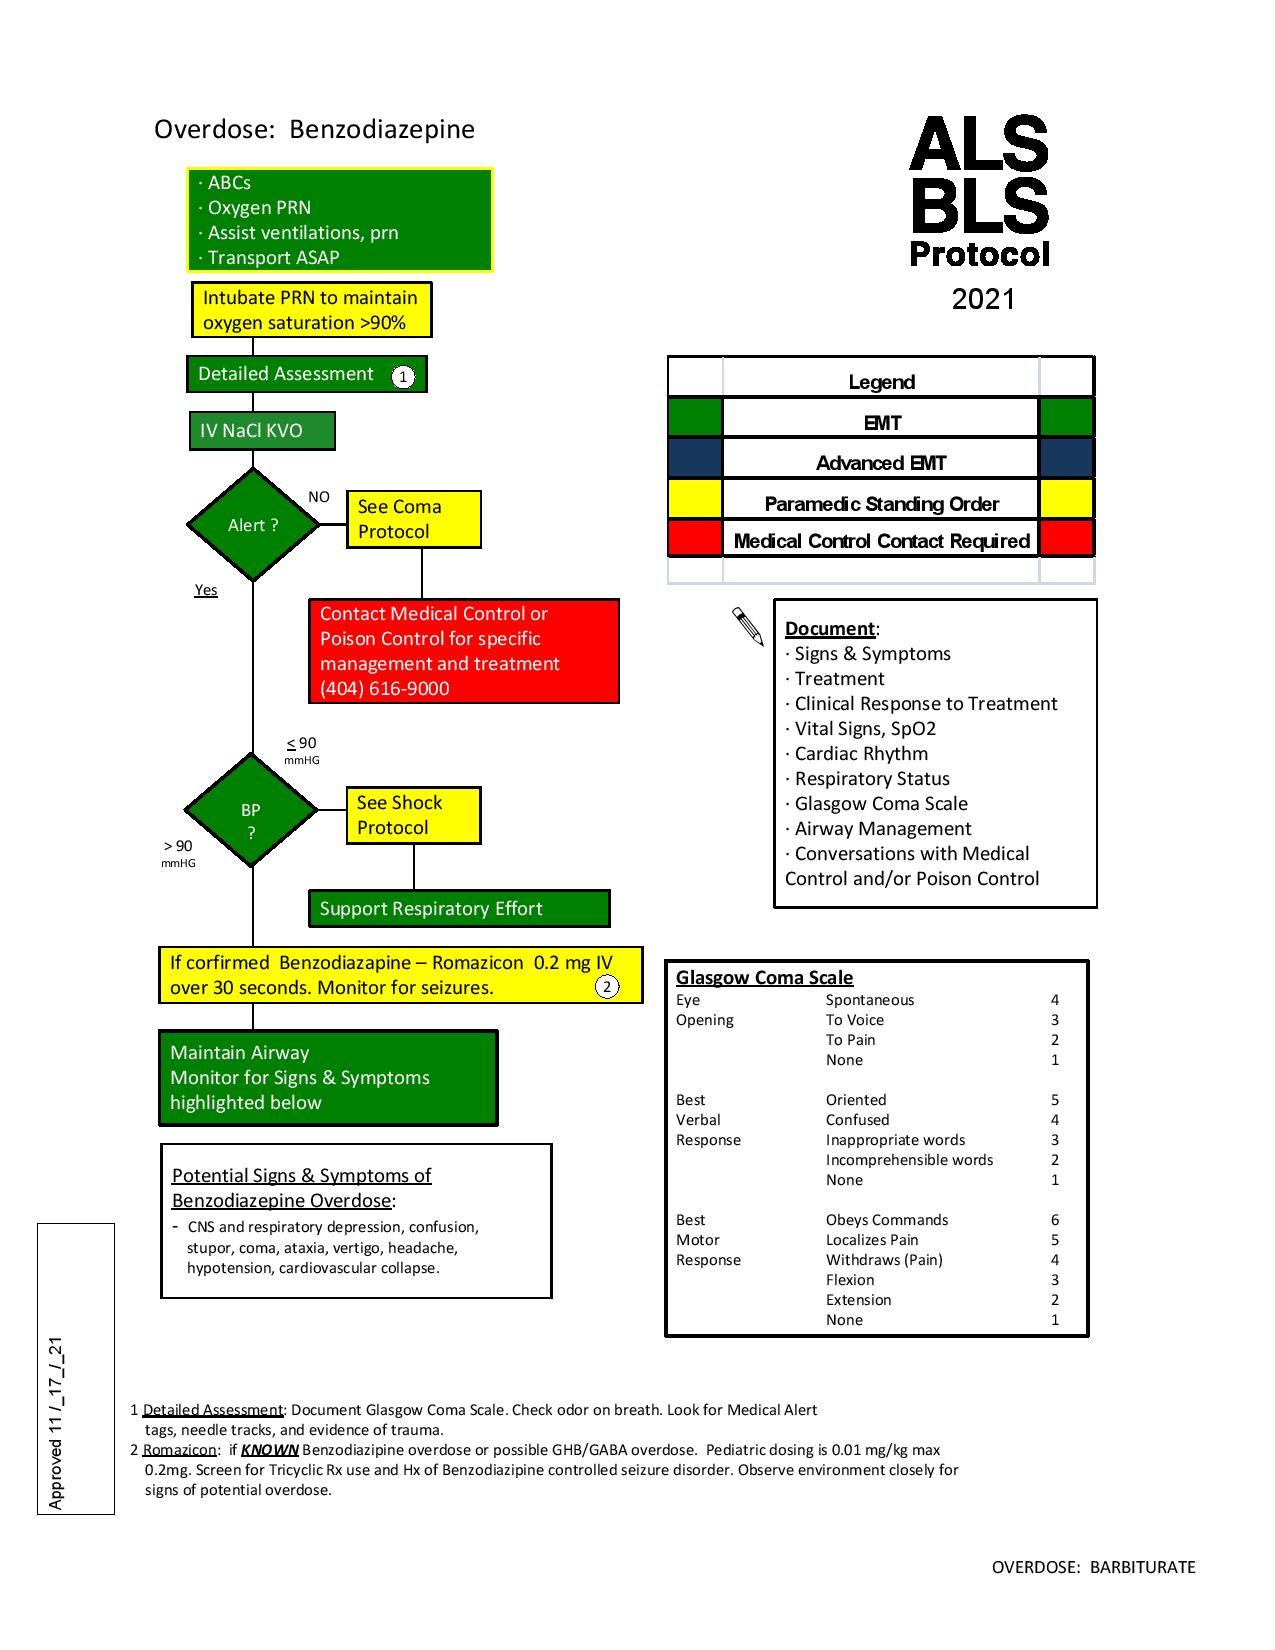 Overdose:  Benzodiazepine
ALS
BLS
Protocol
2021
· ABCs
· Oxygen PRN
· Assist ventilations, prn
· Transport ASAP
Intubate PRN to maintain
oxygen saturation >90%
Detailed Assessment 1
IV NaCl KVO
Alert ?
NO
See Coma
Protocol
Yes
Contact Medical Control or
Poison Control for specific
management and treatment
(404) 616-9000
≤ 90
mmHG
BP
?
See Shock
Protocol
> 90
mmHG
Support Respiratory Effort
If corfirmed  Benzodiazapine – Romazicon  0.2 mg IV
over 30 seconds. Monitor for seizures. 2
Maintain Airway
Monitor for Signs & Symptoms
highlighted below
Potential Signs & Symptoms of
Benzodiazepine Overdose:
- CNS and respiratory depression, confusion,
stupor, coma, ataxia, vertigo, headache,
hypotension, cardiovascular collapse.
Legend
EMT
Advanced EMT
Paramedic Standing Order
Medical Control Contact Required
Document:
· Signs & Symptoms
· Treatment
· Clinical Response to Treatment
· Vital Signs, SpO2
· Cardiac Rhythm
· Respiratory Status
· Glasgow Coma Scale
· Airway Management
· Conversations with Medical
Control and/or Poison Control
Glasgow Coma Scale
Eye Spontaneous 4
Opening To Voice 3
To Pain 2
None 1
Best Oriented 5
Verbal Confused 4
Response Inappropriate words 3
Incomprehensible words 2
None 1
Best Obeys Commands 6
Motor Localizes Pain 5
Response Withdraws (Pain) 4
Flexion 3
Extension 2
None 1
Approved 11 /_17_/_21
1 Detailed Assessment: Document Glasgow Coma Scale. Check odor on breath. Look for Medical Alert
tags, needle tracks, and evidence of trauma.
2 Romazicon:  if KNOWN Benzodiazipine overdose or possible GHB/GABA overdose.  Pediatric dosing is 0.01 mg/kg max
0.2mg. Screen for Tricyclic Rx use and Hx of Benzodiazipine controlled seizure disorder. Observe environment closely for
signs of potential overdose.
OVERDOSE:  BARBITURATE